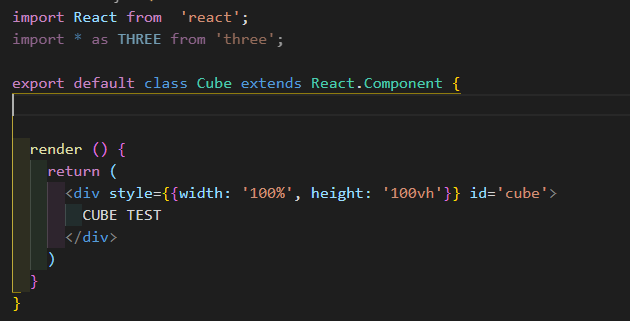 import React from  'react';
import * as THREE from 'three';
export default class Cube extends React.Component {
render () {
return (
<div style={{width: '100%', height: '100vh'}} id='cube'>
CUBE TEST
</div>
)
}
}